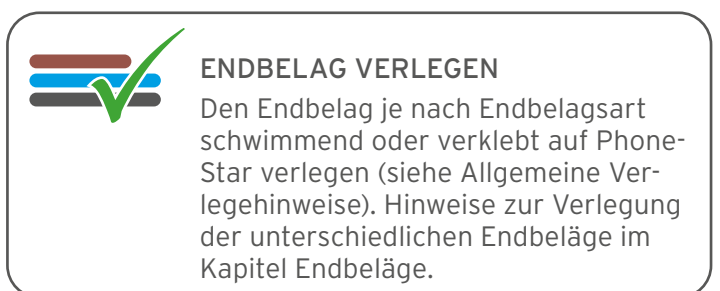 ENDBELAG VERLEGEN
Den Endbelag je nach Endbelagsart
schwimmend oder verklebt auf Phone-
Star verlegen (siehe Allgemeine Ver-
legehinweise). Hinweise zur Verlegung
der unterschiedlichen Endbeläge im
Kapitel Endbeläge.